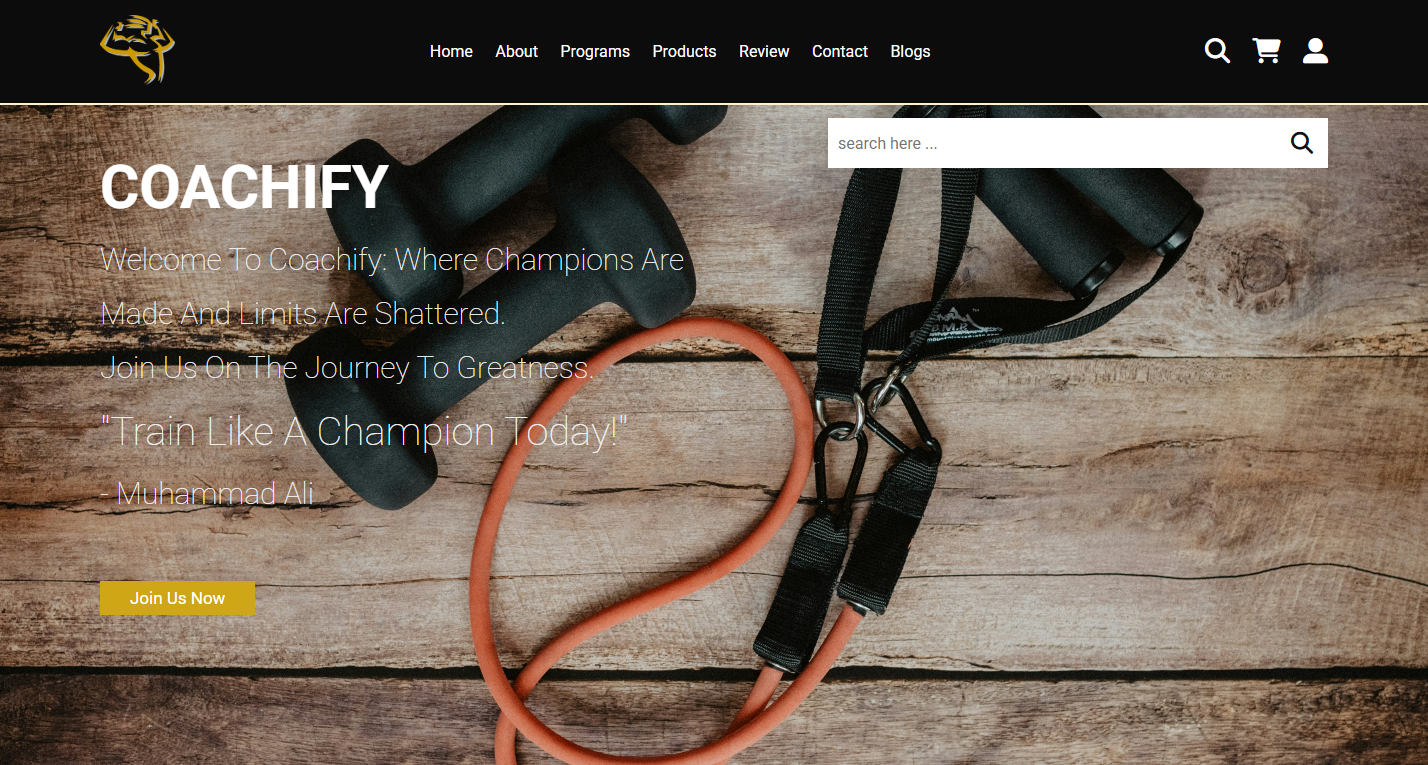 Home About Programs Products Review Contact Blogs
search here ...
COACHIFY
Welcome To Coachify: Where Champions Are
Made And Limits Are Shattered.
Join Us On The Journey To Greatness.
"Train Like A Champion Today!"
- Muhammad Ali
Join Us Now
B.M.P.